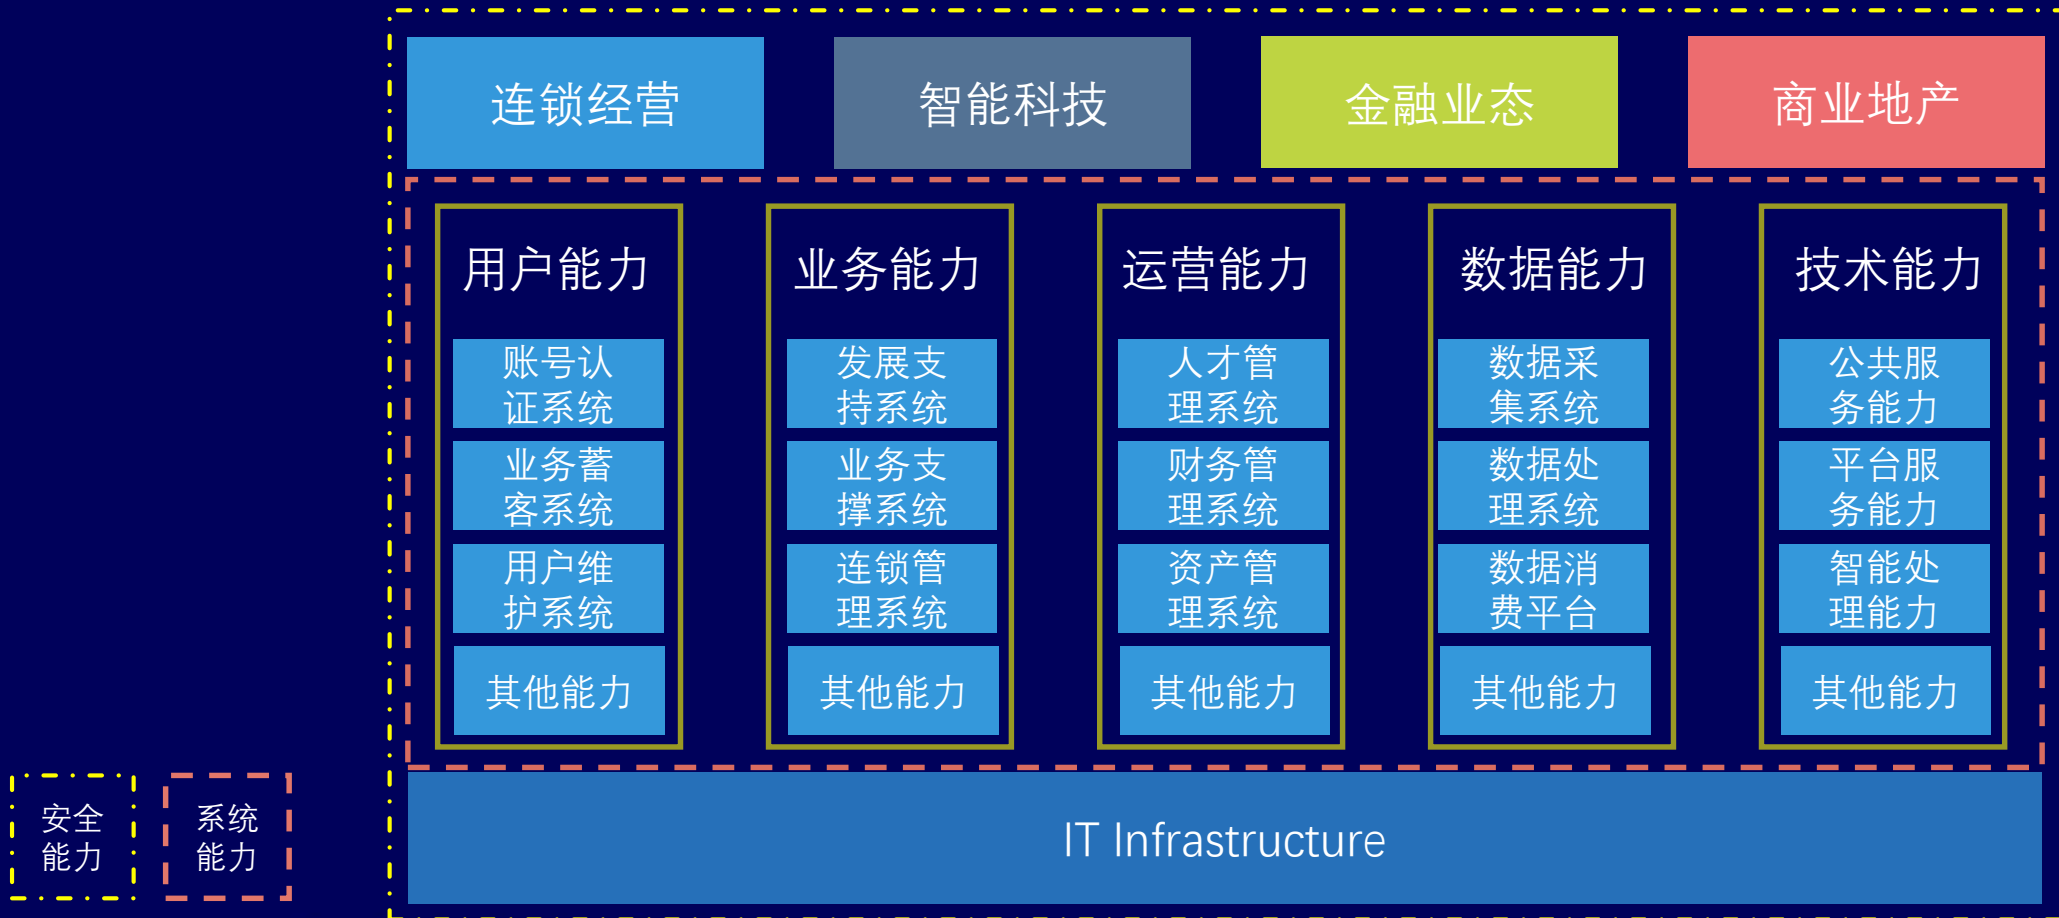 连锁经营
智能科技
金融业态
商业地产
用户能力
账号认
证系统
业务蓄
客系统
用户维
护系统
其他能力
业务能力
发展支
持系统
业务支
撑系统
连锁管
理系统
其他能力
运营能力
人才管
理系统
财务管
理系统
资产管
理系统
其他能力
数据能力
数据采
集系统
数据处
理系统
数据消
费平台
其他能力
技术能力
公共服
务能力
平台服
务能力
智能处
理能力
其他能力
安全
能力
系统
能力
IT Infrastructure